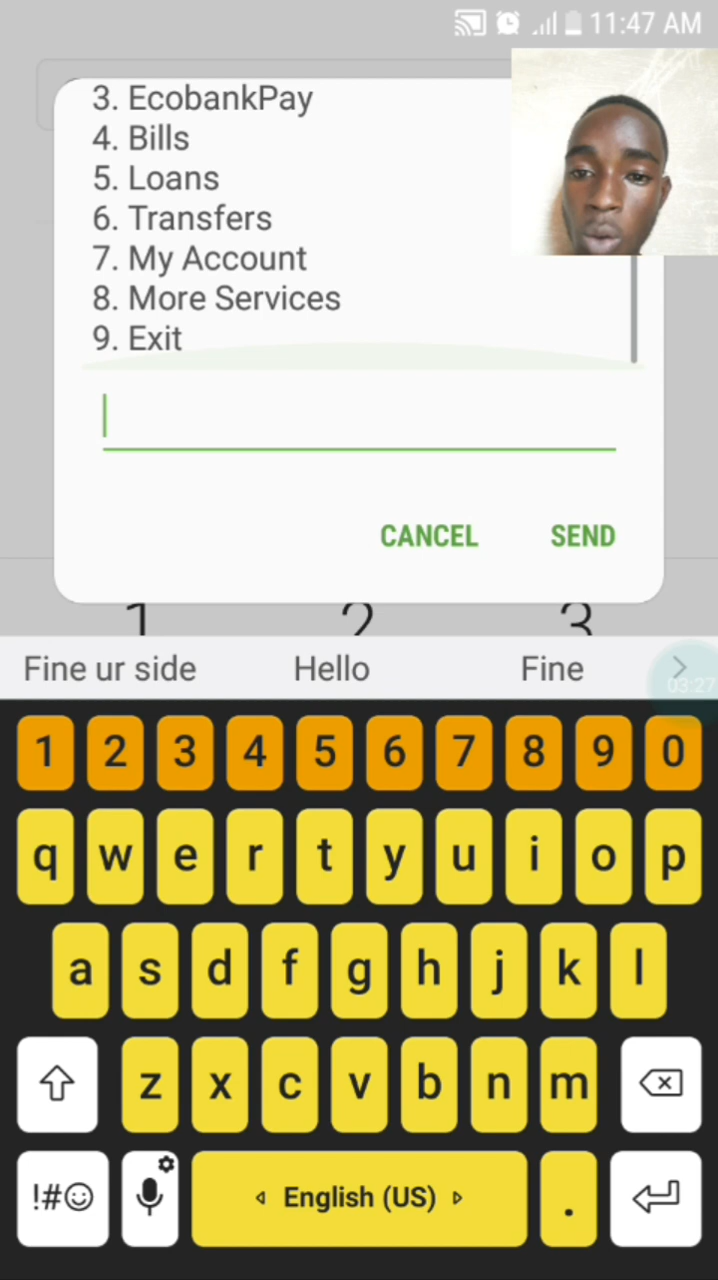 11:47 AM
3. EcobankPay
4. Bills
5. Loans
6. Transfers
7. My Account
8. More Services
9. Exit
CANCEL SEND
1 2 3
Fine ur side Hello Fine
03:27
1 2 3 4 5 6 7 8 9 0
q w e r t y u i o p
a s d f g h j k l
z x c v b n m
!#☺ English (US) .